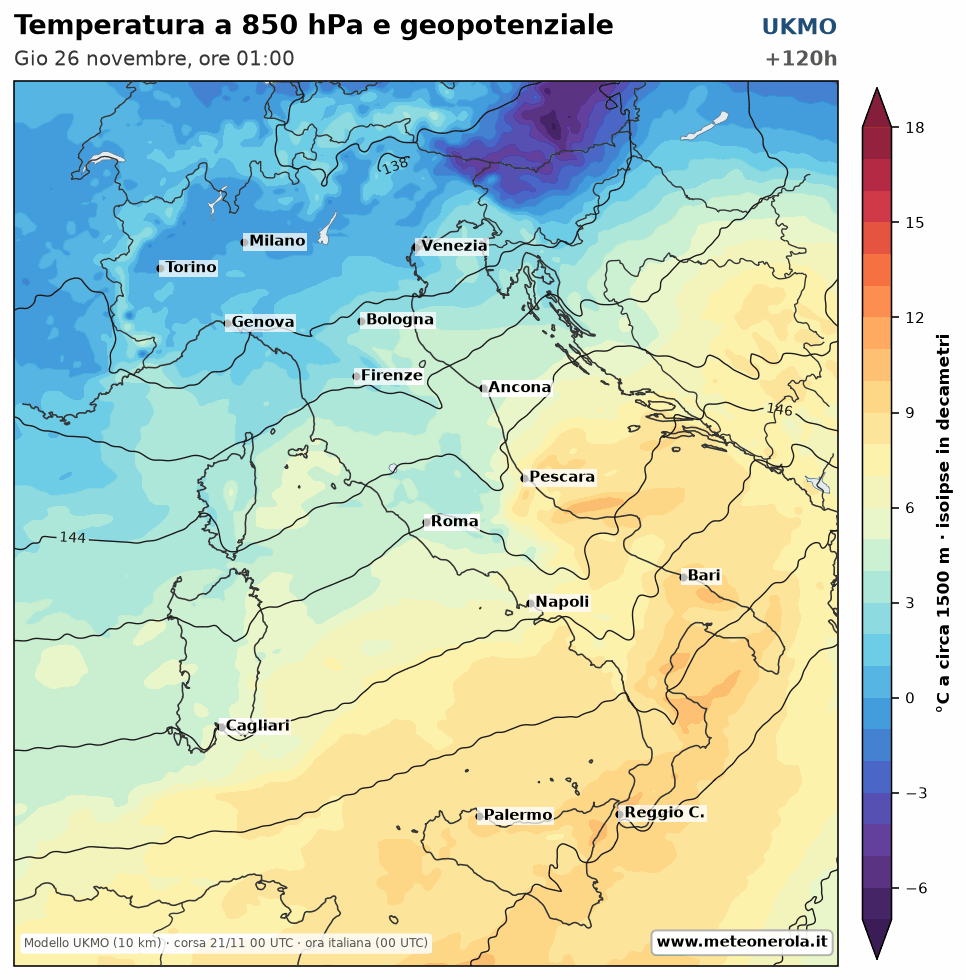 Temperatura a 850 hPa e geopotenziale
UKMO
Gio 26 novembre, ore 01:00
+120h
138
Milano
Venezia
Torino
Genova
Bologna
Firenze
Ancona
146
Pescara
Roma
144
Bari
Napoli
Cagliari
Palermo
Reggio C.
18
15
12
9
6
3
0
−3
−6
°C a circa 1500 m · isoipse in decametri
Modello UKMO (10 km) · corsa 21/11 00 UTC · ora italiana (00 UTC)
www.meteonerola.it